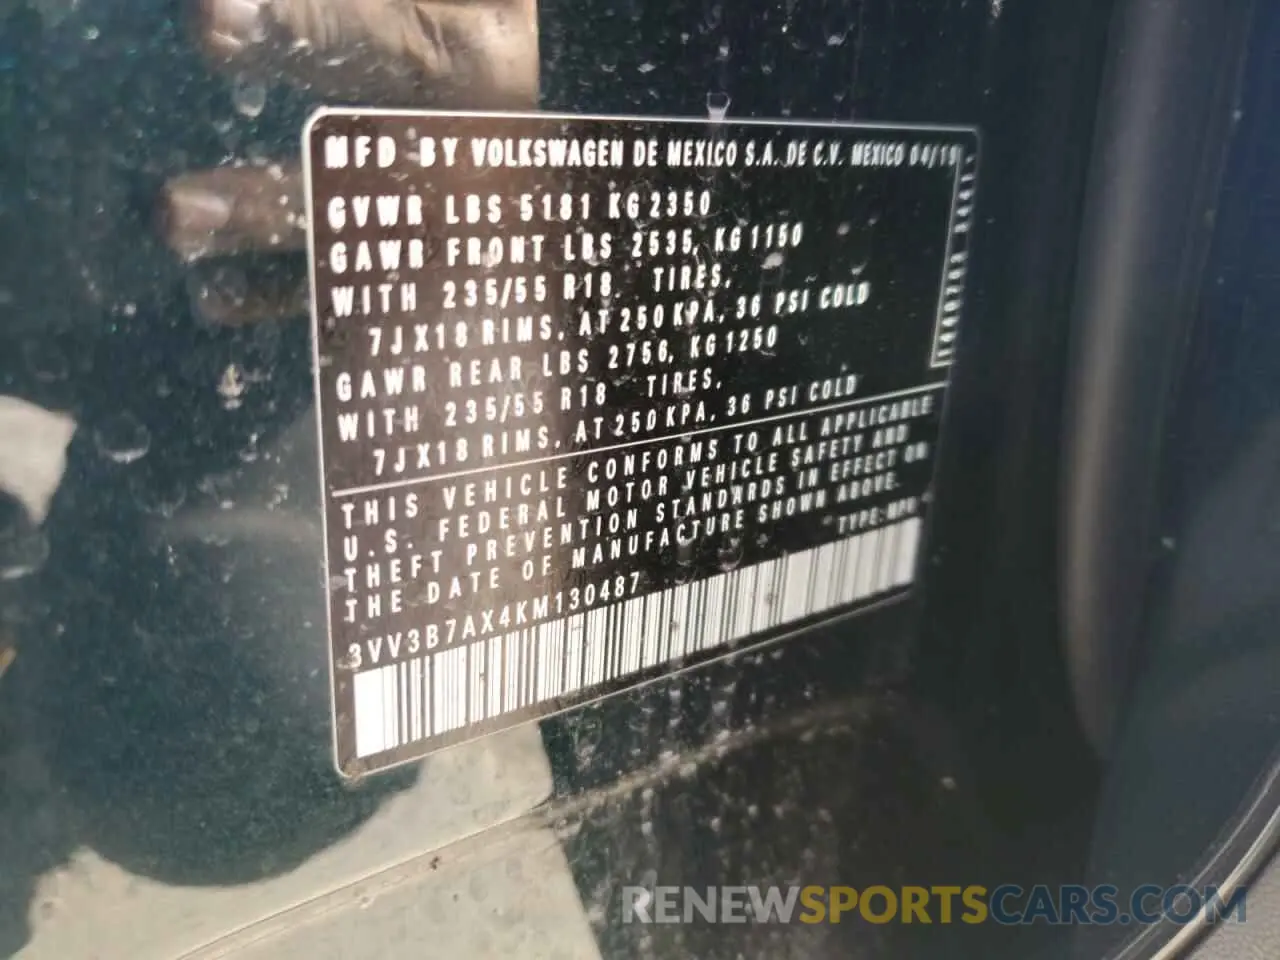 MFD BY VOLKSWAGEN DE MEXICO S.A. DE C.V. MEXICO 04/19
GVWR LBS 5181 KG 2350
GAWR FRONT LBS 2535, KG 1150
WITH 235/55 R18 TIRES,
7JX18 RIMS, AT 250 KPA, 36 PSI COLD
GAWR REAR LBS 2756, KG 1250
WITH 235/55 R18 TIRES,
7JX18 RIMS, AT 250 KPA, 36 PSI COLD
THIS VEHICLE CONFORMS TO ALL APPLICABLE
U.S. FEDERAL MOTOR VEHICLE SAFETY AND
THEFT PREVENTION STANDARDS IN EFFECT ON
THE DATE OF MANUFACTURE SHOWN ABOVE.
TYPE: MPV
3VV3B7AX4KM130487
RENEWSPORTSCARS.COM